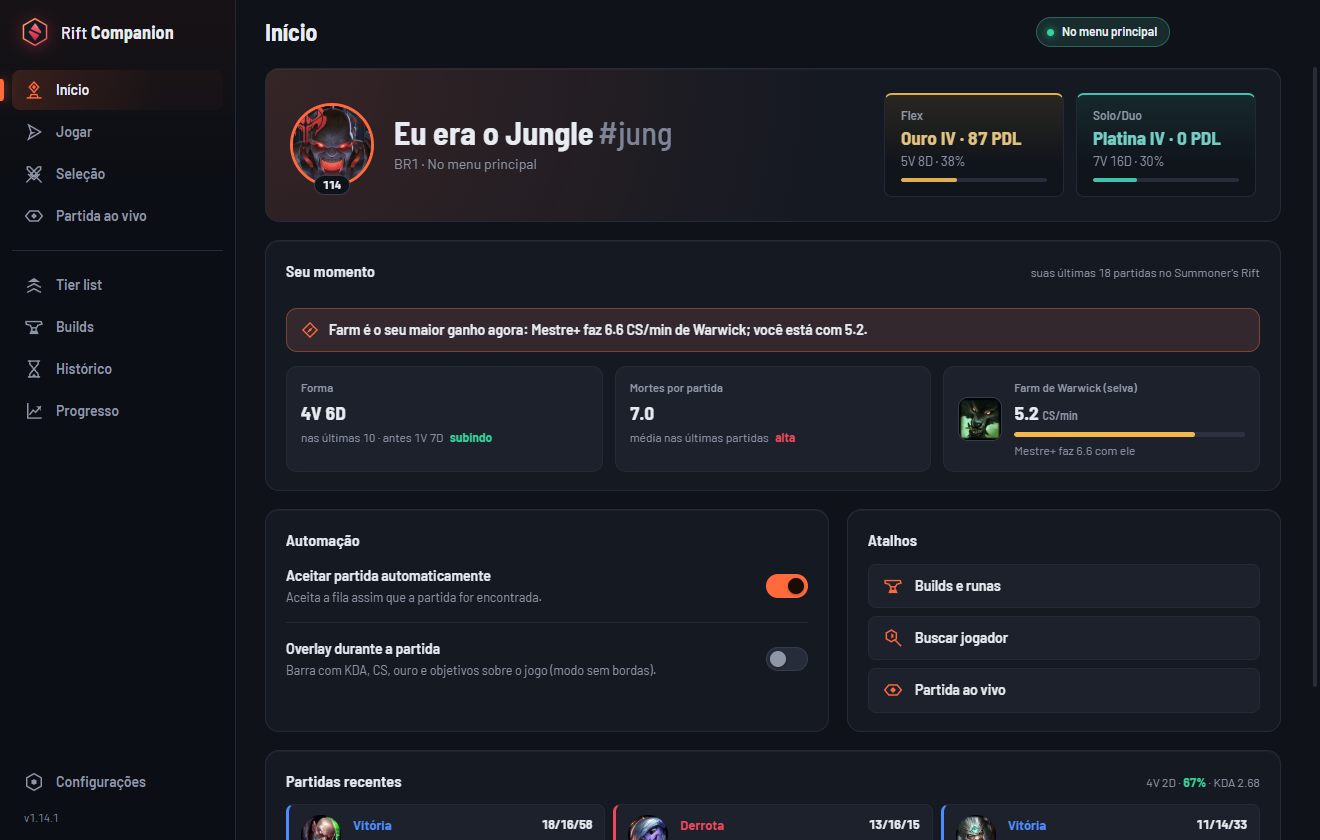 Rift Companion
Início
Jogar
Seleção
Partida ao vivo
Tier list
Builds
Histórico
Progresso
Configurações
v1.14.1
Início
No menu principal
114
Eu era o Jungle #jung
BR1 · No menu principal
Flex
Ouro IV · 87 PDL
5V 8D · 38%
Solo/Duo
Platina IV · 0 PDL
7V 16D · 30%
Seu momento
suas últimas 18 partidas no Summoner's Rift
Farm é o seu maior ganho agora: Mestre+ faz 6.6 CS/min de Warwick; você está com 5.2.
Forma
4V 6D
nas últimas 10 · antes 1V 7D subindo
Mortes por partida
7.0
média nas últimas partidas alta
Farm de Warwick (selva)
5.2 CS/min
Mestre+ faz 6.6 com ele
Automação
Aceitar partida automaticamente
Aceita a fila assim que a partida for encontrada.
Overlay durante a partida
Barra com KDA, CS, ouro e objetivos sobre o jogo (modo sem bordas).
Atalhos
Builds e runas
Buscar jogador
Partida ao vivo
Partidas recentes
4V 2D · 67% · KDA 2.68
Vitória 18/16/58
Derrota 13/16/15
Vitória 11/14/33